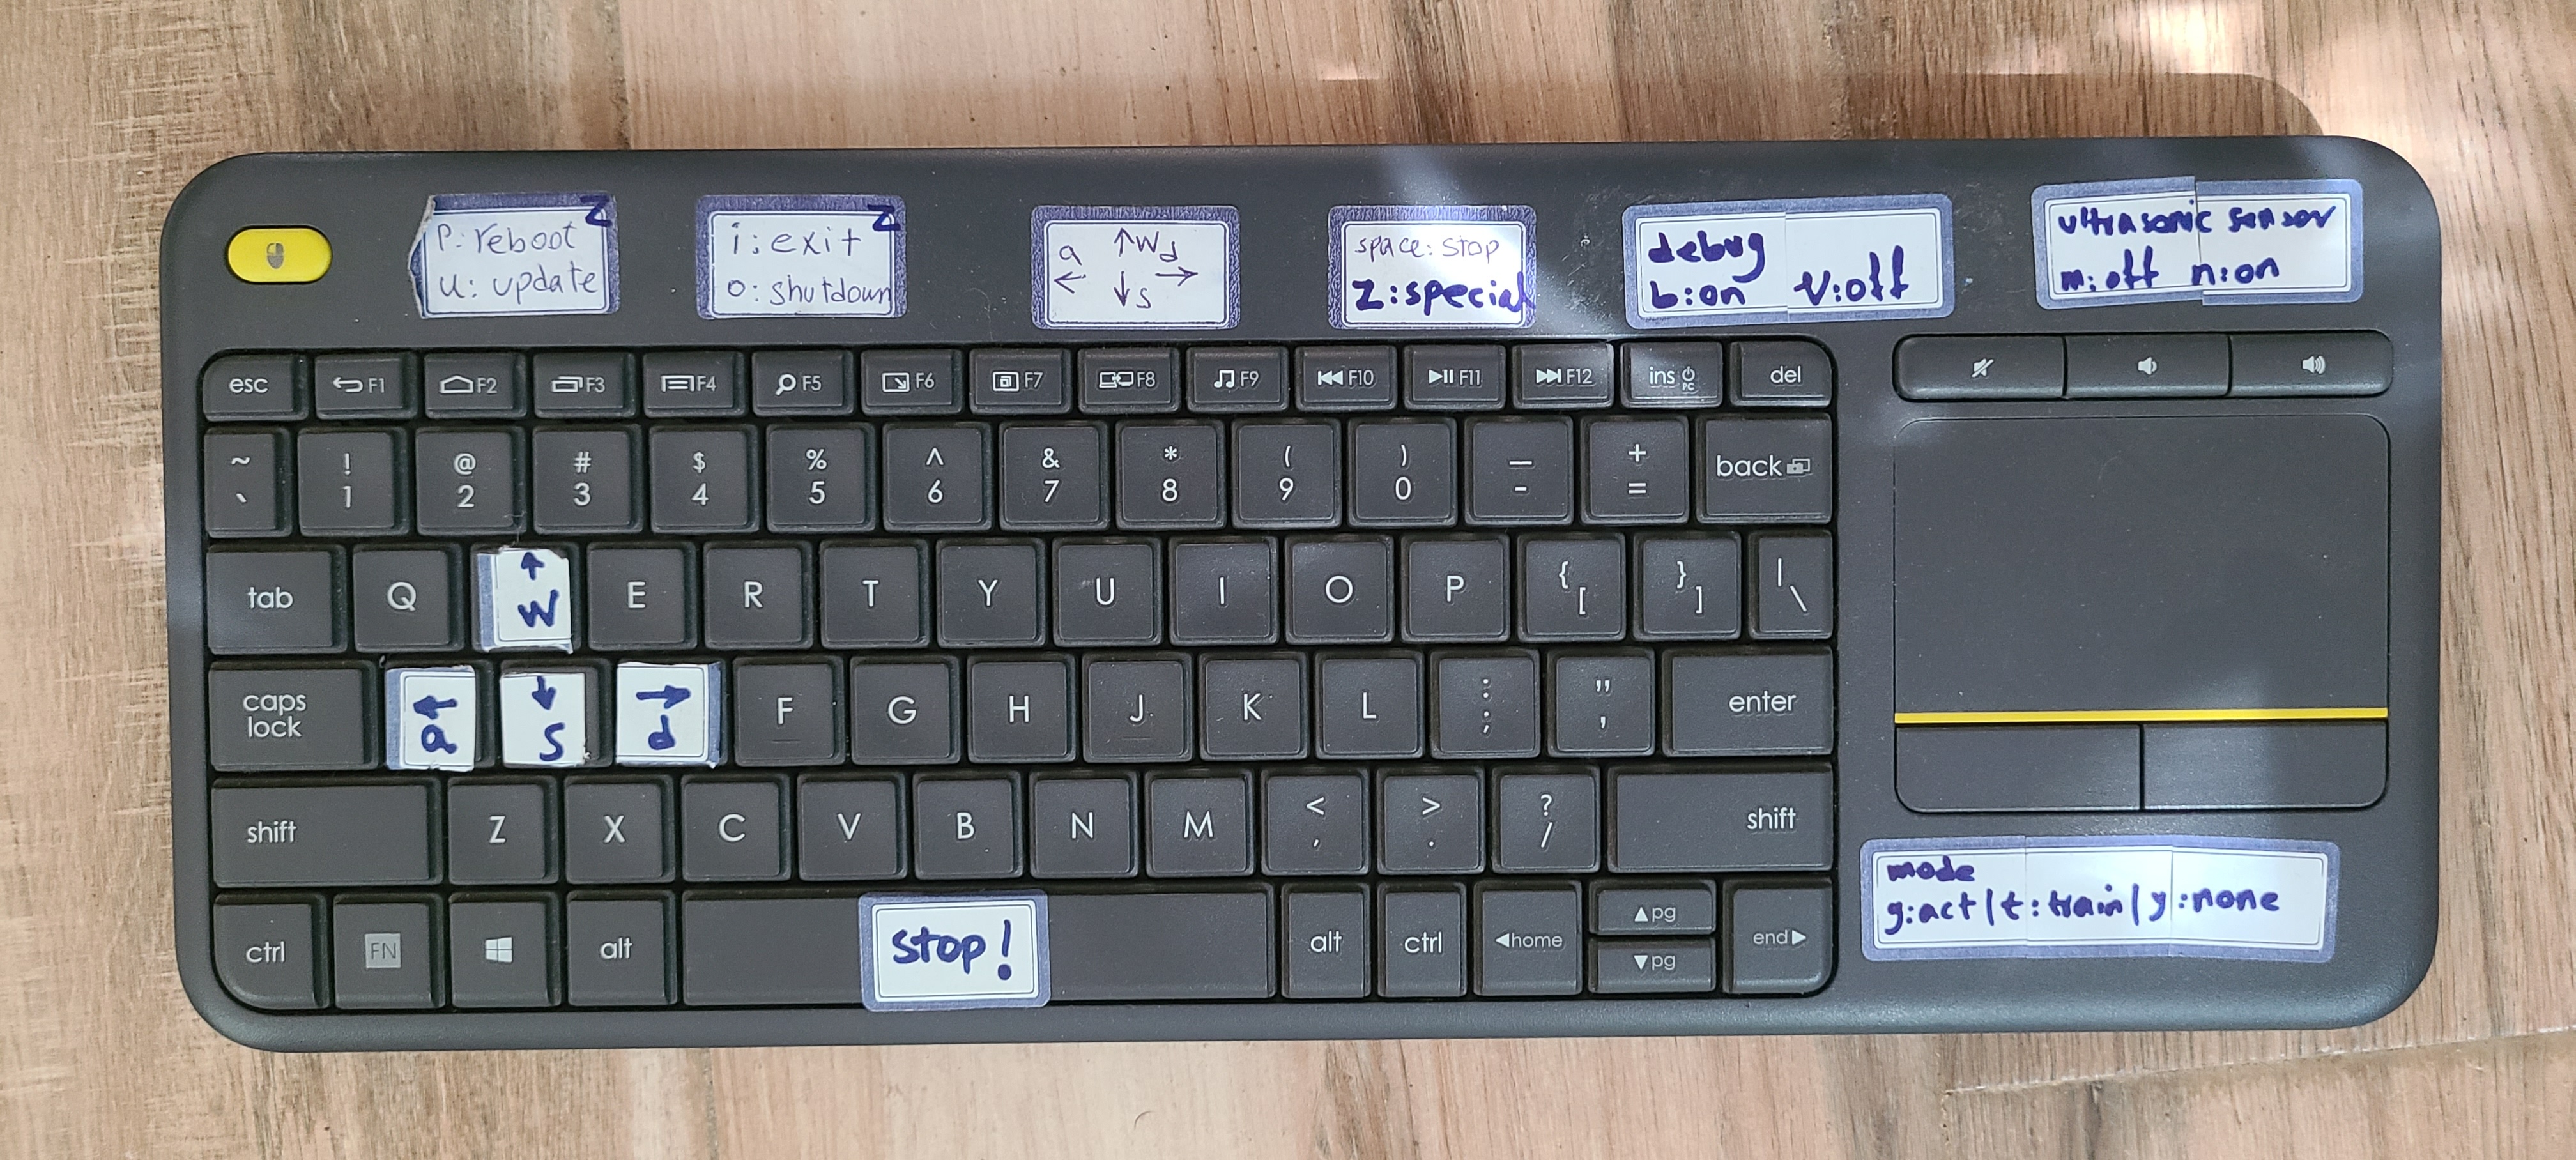 P: reboot Z
u: update
i: exit Z
o: shutdown
a ↑ w d
← ↓ s →
space: stop
Z: special
debug
b: on v: off
ultrasonic sensor
m: off n: on
esc F1 F2 F3 F4 F5 F6 F7 F8 F9 F10 F11 F12 ins PC del
~ ! @ # $ % ^ & * ( ) — +
` 1 2 3 4 5 6 7 8 9 0 - = back
tab Q ↑ W E R T Y U I O P { [ } ] | \
caps lock ← a ↓ S → d F G H J K L : ; " ' enter
shift Z X C V B N M < , > . ? / shift
ctrl FN alt stop! alt ctrl ◀home ▲pg ▼pg end▶
mode
g: act | t: train | y: none